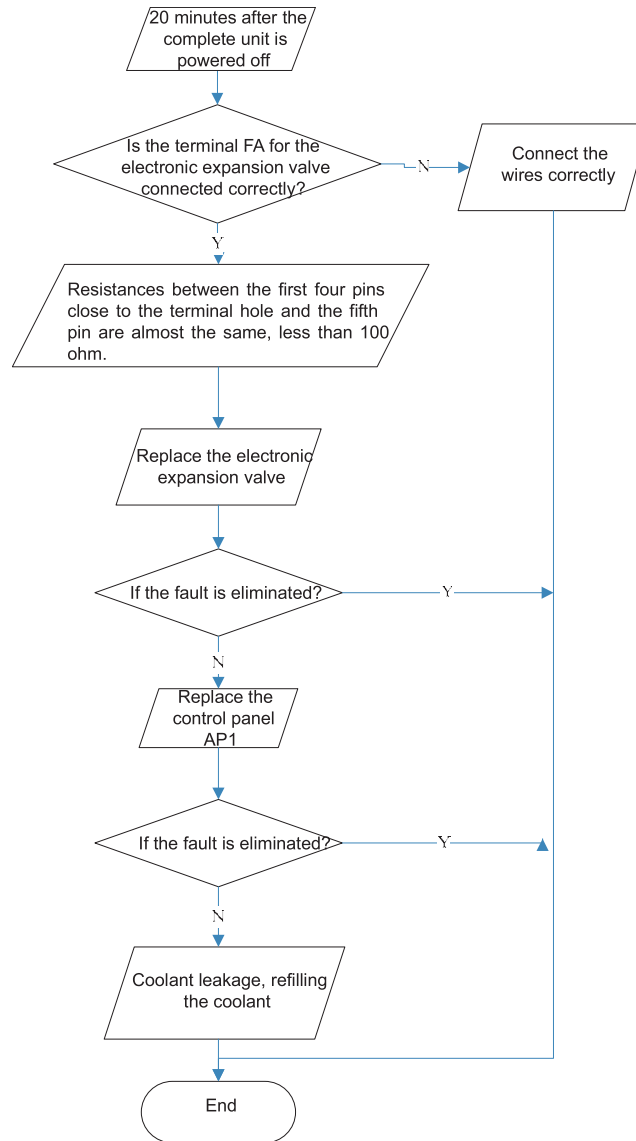 20 minutes after the
complete unit is
powered off
Is the terminal FA for the
electronic expansion valve
connected correctly?
N
Connect the
wires correctly
Y
Resistances between the first four pins
close to the terminal hole and the fifth
pin are almost the same, less than 100
ohm.
Replace the electronic
expansion valve
If the fault is eliminated?
Y
N
Replace the
control panel
AP1
If the fault is eliminated?
Y
N
Coolant leakage, refilling
the coolant
End